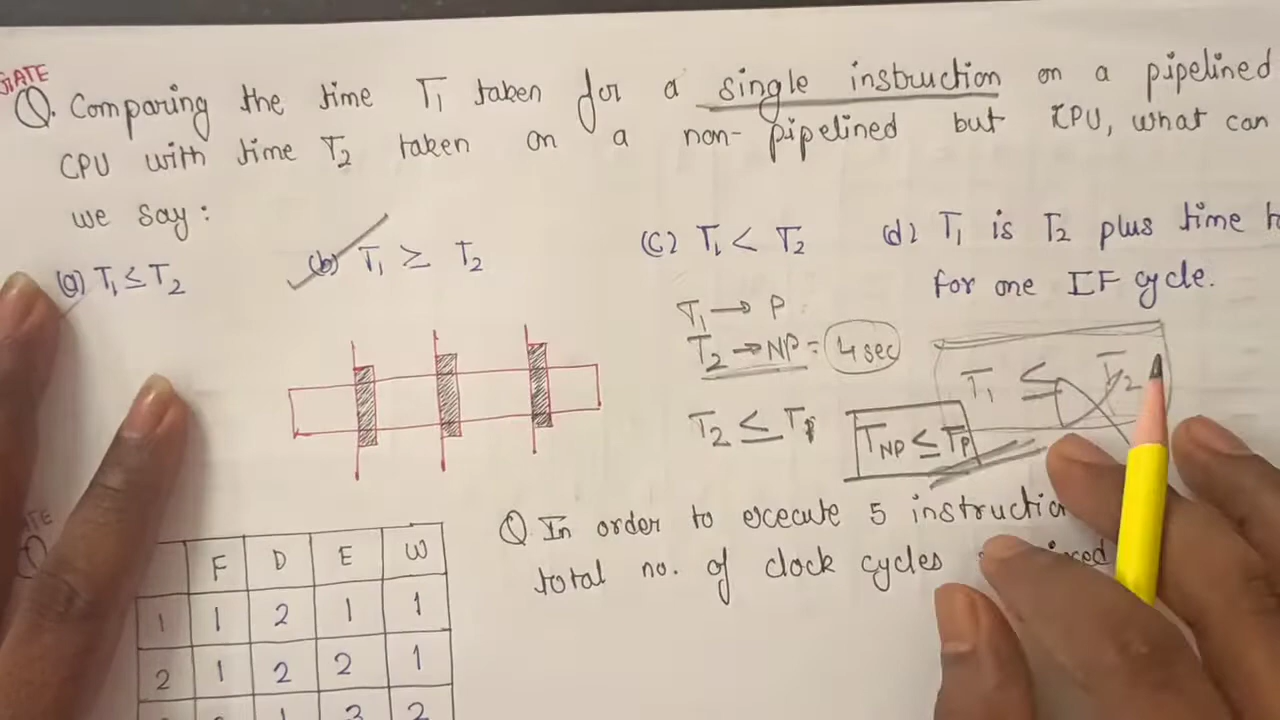 GATE
Q. Comparing the time T₁ taken for a single instruction on a pipelined
CPU with time T₂ taken on a non-pipelined but CPU, what can
we say:
(a) T₁ ≤ T₂ (b) T₁ ≥ T₂ (c) T₁ < T₂ (d) T₁ is T₂ plus time
for one IF cycle.
T₁ → P
T₂ → NP = 4 sec
T₁ ≤ T₂
T₂ ≤ Tₚ
T_NP ≤ T_P
Q. In order to execute 5
total no. of clock cycles
F D E W
1 1 2 1 1
2 1 2 2 1
1 3 2